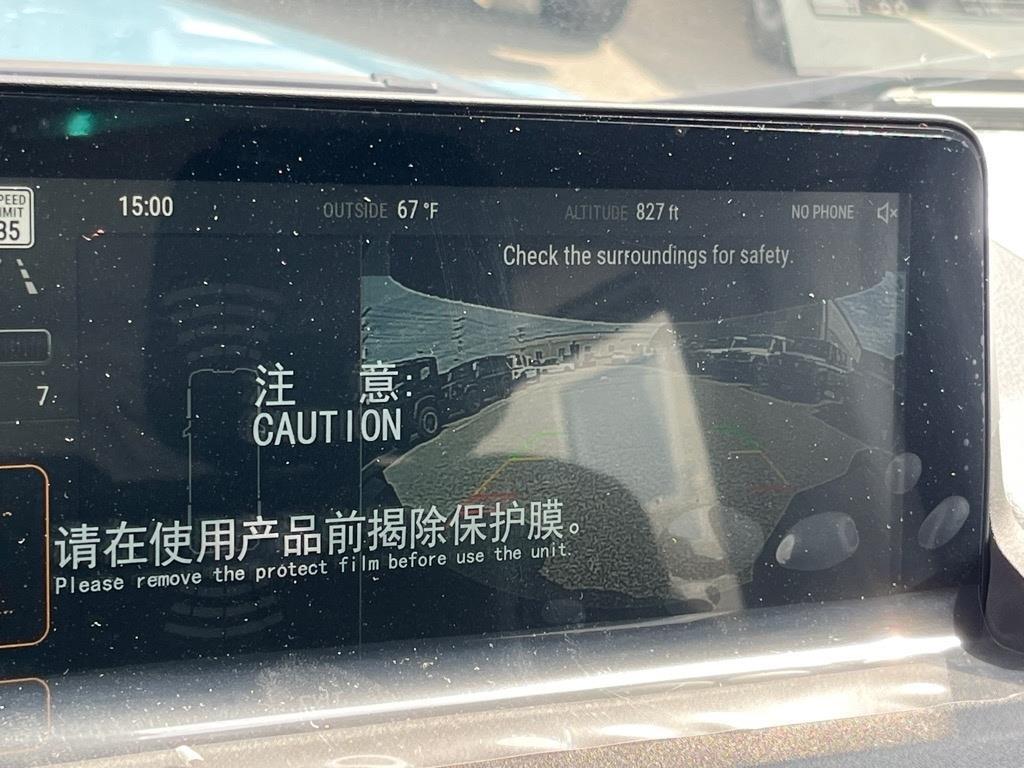 SPEED
LIMIT
35
15:00
OUTSIDE 67 °F
ALTITUDE 827 ft
NO PHONE
Check the surroundings for safety.
7
注 意:
CAUTION
请在使用产品前揭除保护膜。
Please remove the protect film before use the unit.